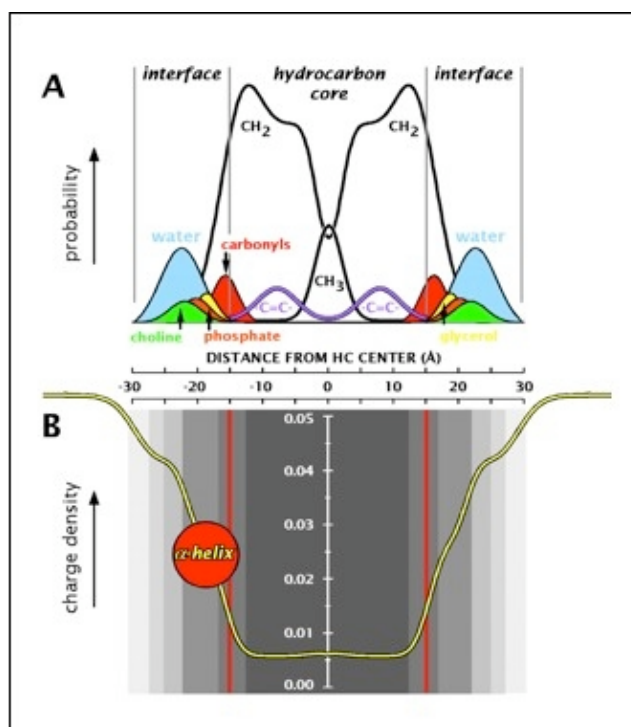 A
interface hydrocarbon core interface
probability
CH2 CH2
water carbonyls water
CH3
C=C- C=C-
choline phosphate glycerol
DISTANCE FROM HC CENTER (Å)
-30 -20 -10 0 10 20 30
B
charge density
0.05
0.04
0.03
α-helix
0.02
0.01
0.00